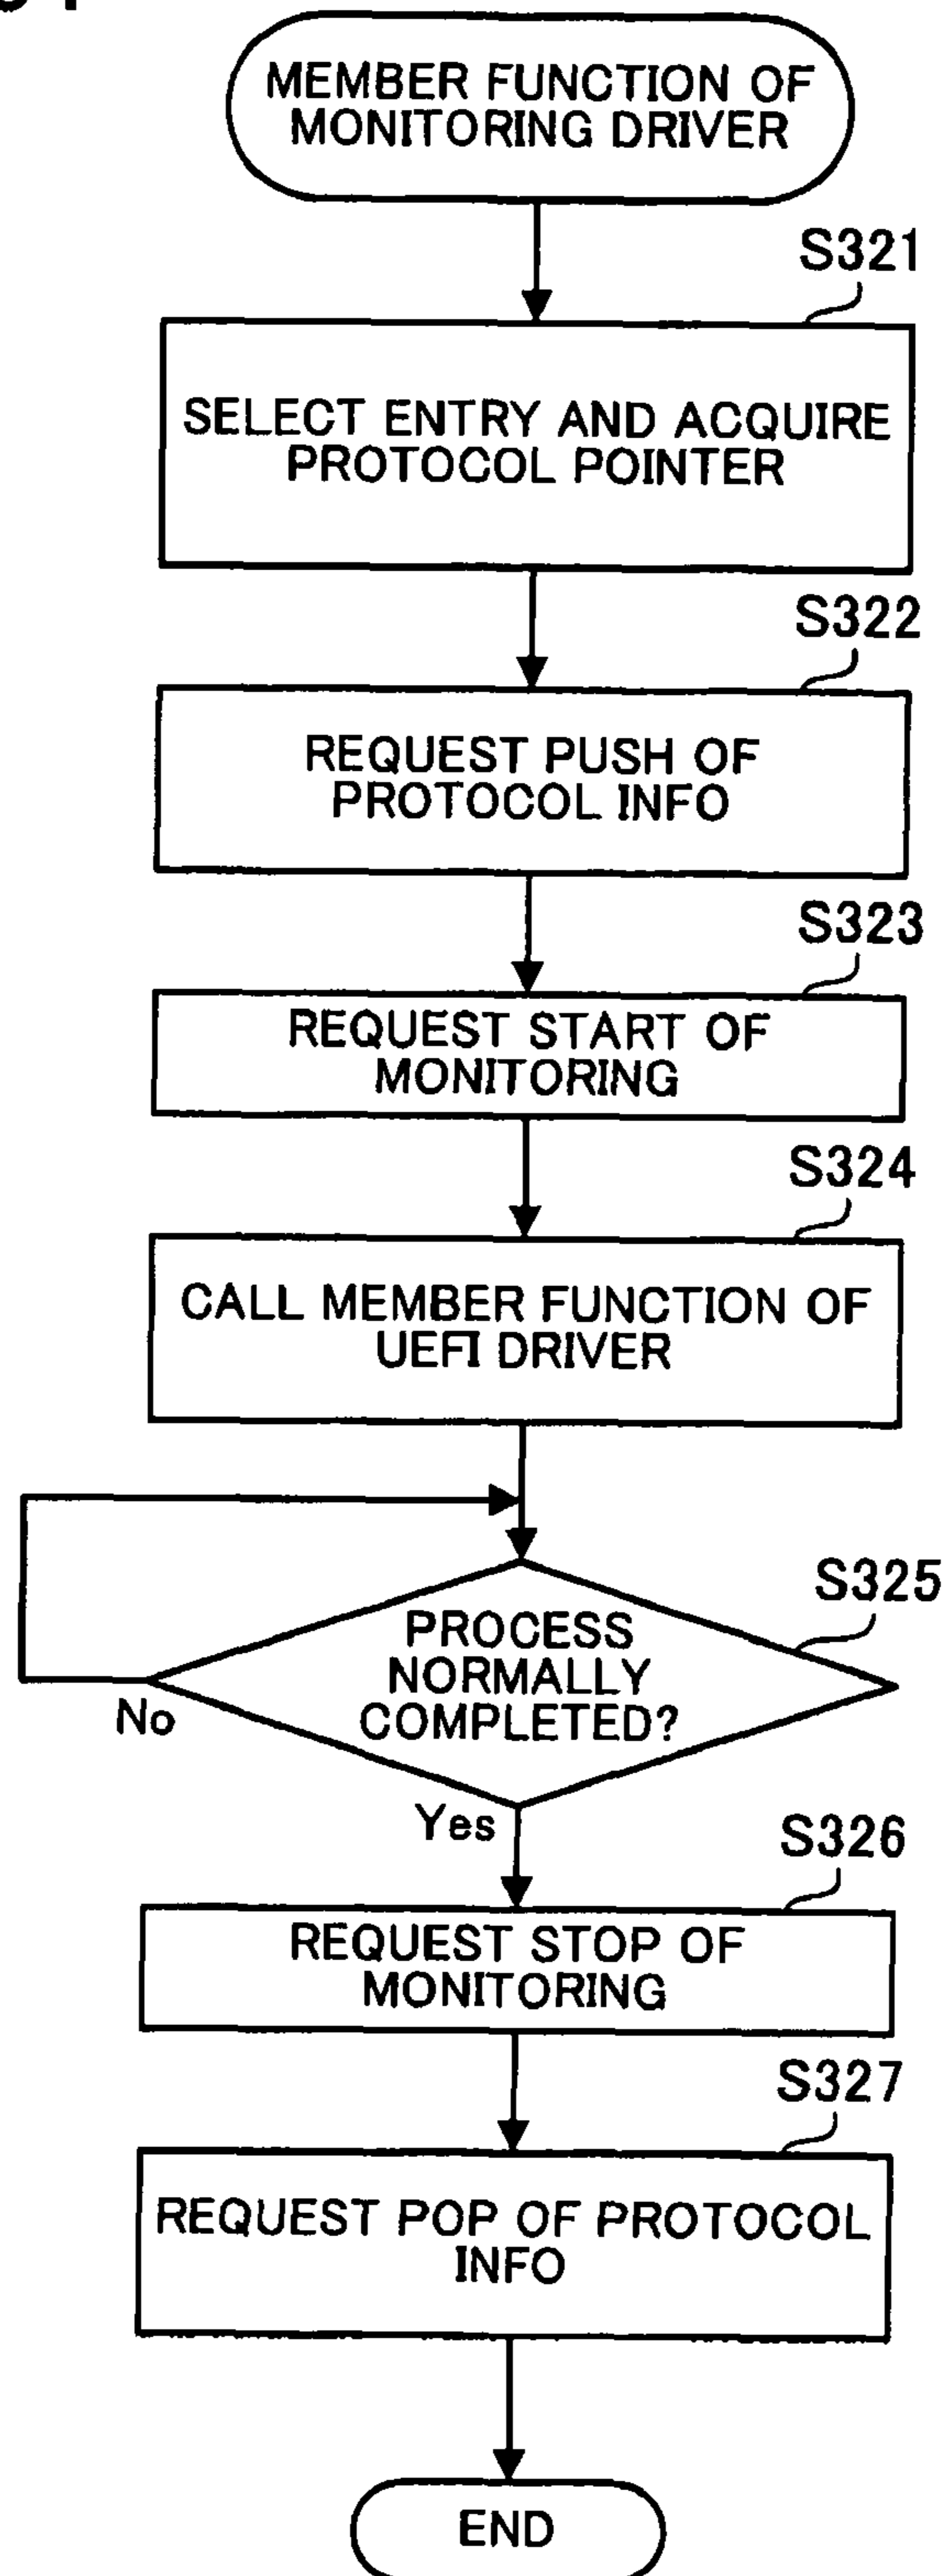 MEMBER FUNCTION OF
MONITORING DRIVER
S321
SELECT ENTRY AND ACQUIRE
PROTOCOL POINTER
S322
REQUEST PUSH OF
PROTOCOL INFO
S323
REQUEST START OF
MONITORING
S324
CALL MEMBER FUNCTION OF
UEFI DRIVER
S325
PROCESS
NORMALLY
COMPLETED?
No
Yes
S326
REQUEST STOP OF
MONITORING
S327
REQUEST POP OF PROTOCOL
INFO
END